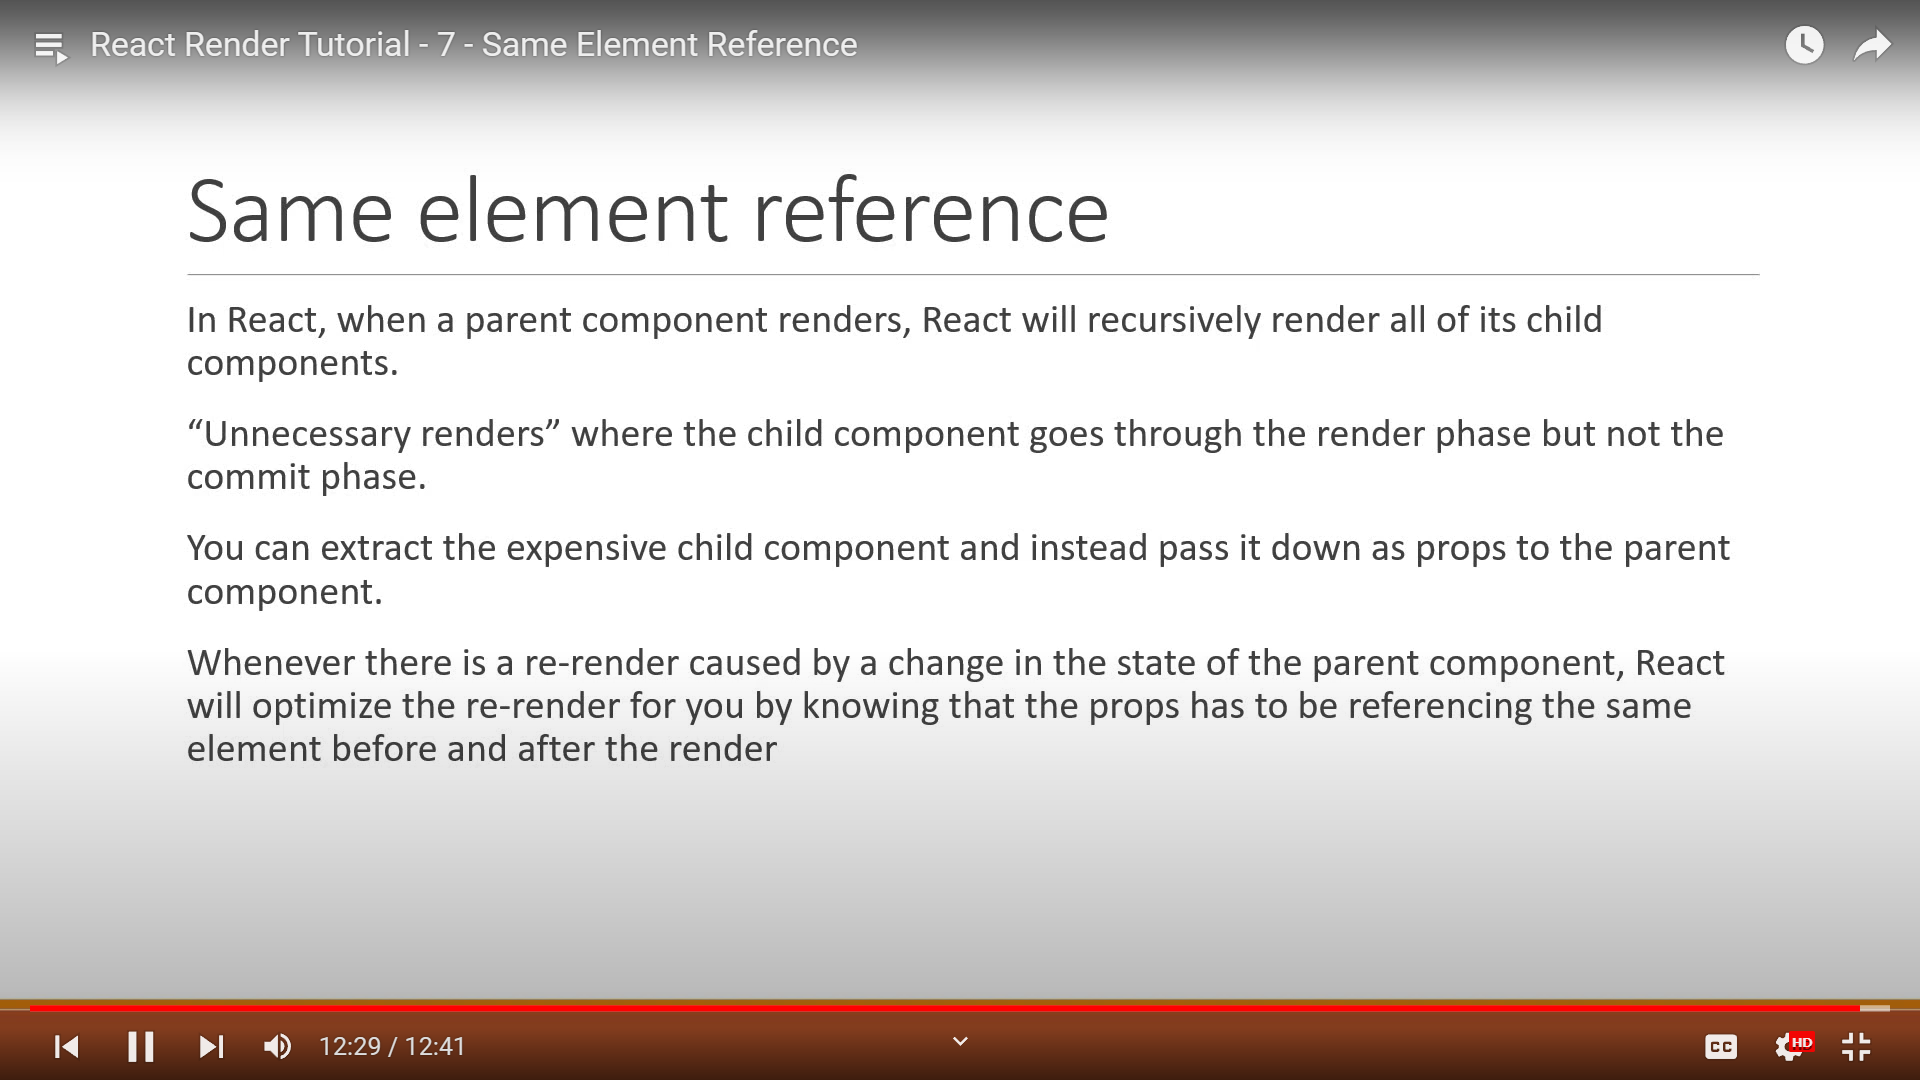 React Render Tutorial - 7 - Same Element Reference
Same element reference
In React, when a parent component renders, React will recursively render all of its child
components.
“Unnecessary renders” where the child component goes through the render phase but not the
commit phase.
You can extract the expensive child component and instead pass it down as props to the parent
component.
Whenever there is a re-render caused by a change in the state of the parent component, React
will optimize the re-render for you by knowing that the props has to be referencing the same
element before and after the render
12:29 / 12:41
CC
HD